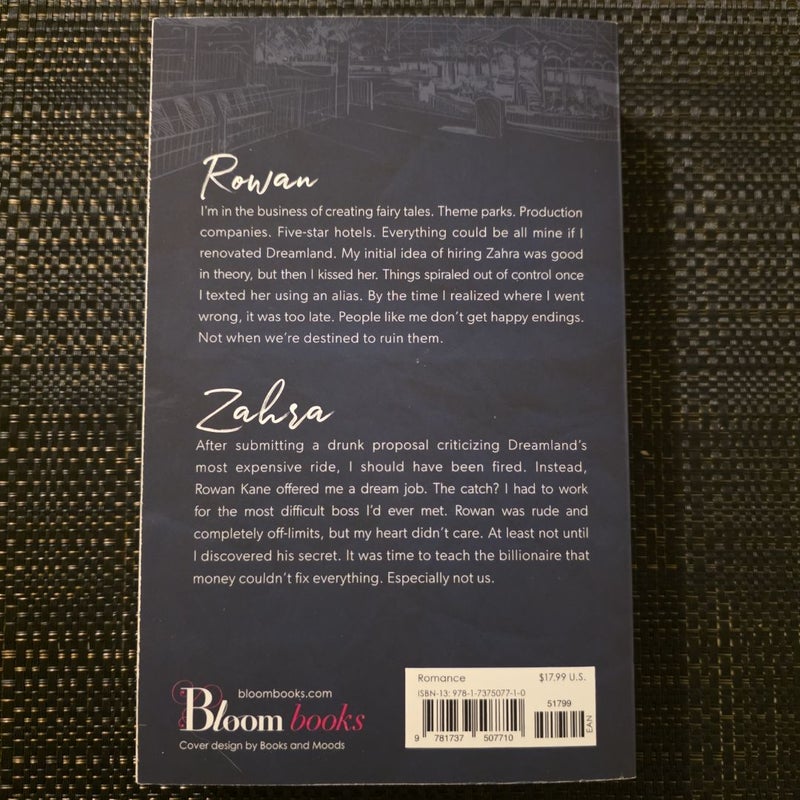 Rowan
I'm in the business of creating fairy tales. Theme parks. Production
companies. Five-star hotels. Everything could be all mine if I
renovated Dreamland. My initial idea of hiring Zahra was good
in theory, but then I kissed her. Things spiraled out of control once
I texted her using an alias. By the time I realized where I went
wrong, it was too late. People like me don't get happy endings.
Not when we're destined to ruin them.
Zahra
After submitting a drunk proposal criticizing Dreamland's
most expensive ride, I should have been fired. Instead,
Rowan Kane offered me a dream job. The catch? I had to work
for the most difficult boss I'd ever met. Rowan was rude and
completely off-limits, but my heart didn't care. At least not until
I discovered his secret. It was time to teach the billionaire that
money couldn't fix everything. Especially not us.
bloombooks.com
Bloom books
Cover design by Books and Moods
Romance $17.99 U.S.
ISBN-13: 978-1-7375077-1-0
51799
EAN
9 781737 507710